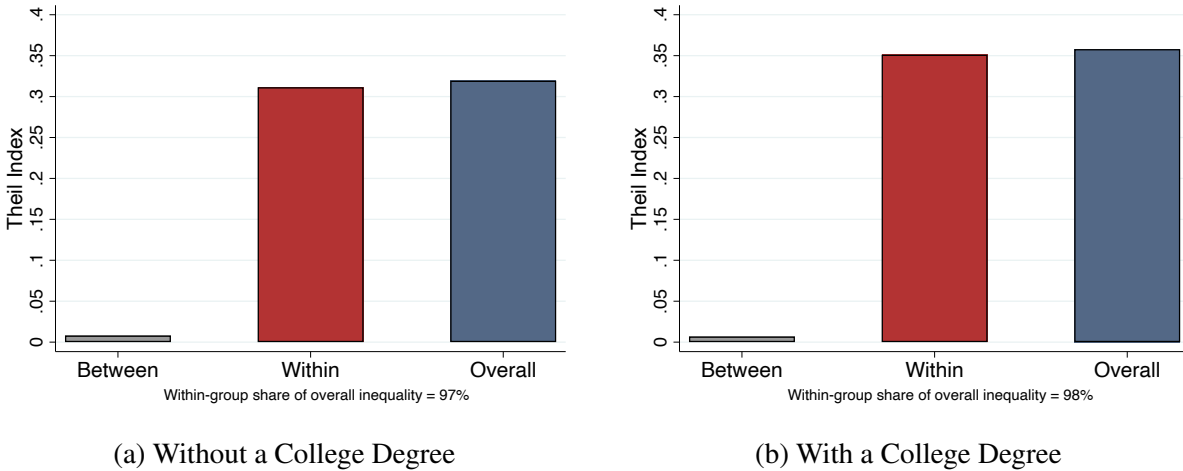 Theil Index
.4
.35
.3
.25
.2
.15
.1
.05
0
Between Within Overall
Within-group share of overall inequality = 97%
(a) Without a College Degree
Theil Index
.4
.35
.3
.25
.2
.15
.1
.05
0
Between Within Overall
Within-group share of overall inequality = 98%
(b) With a College Degree